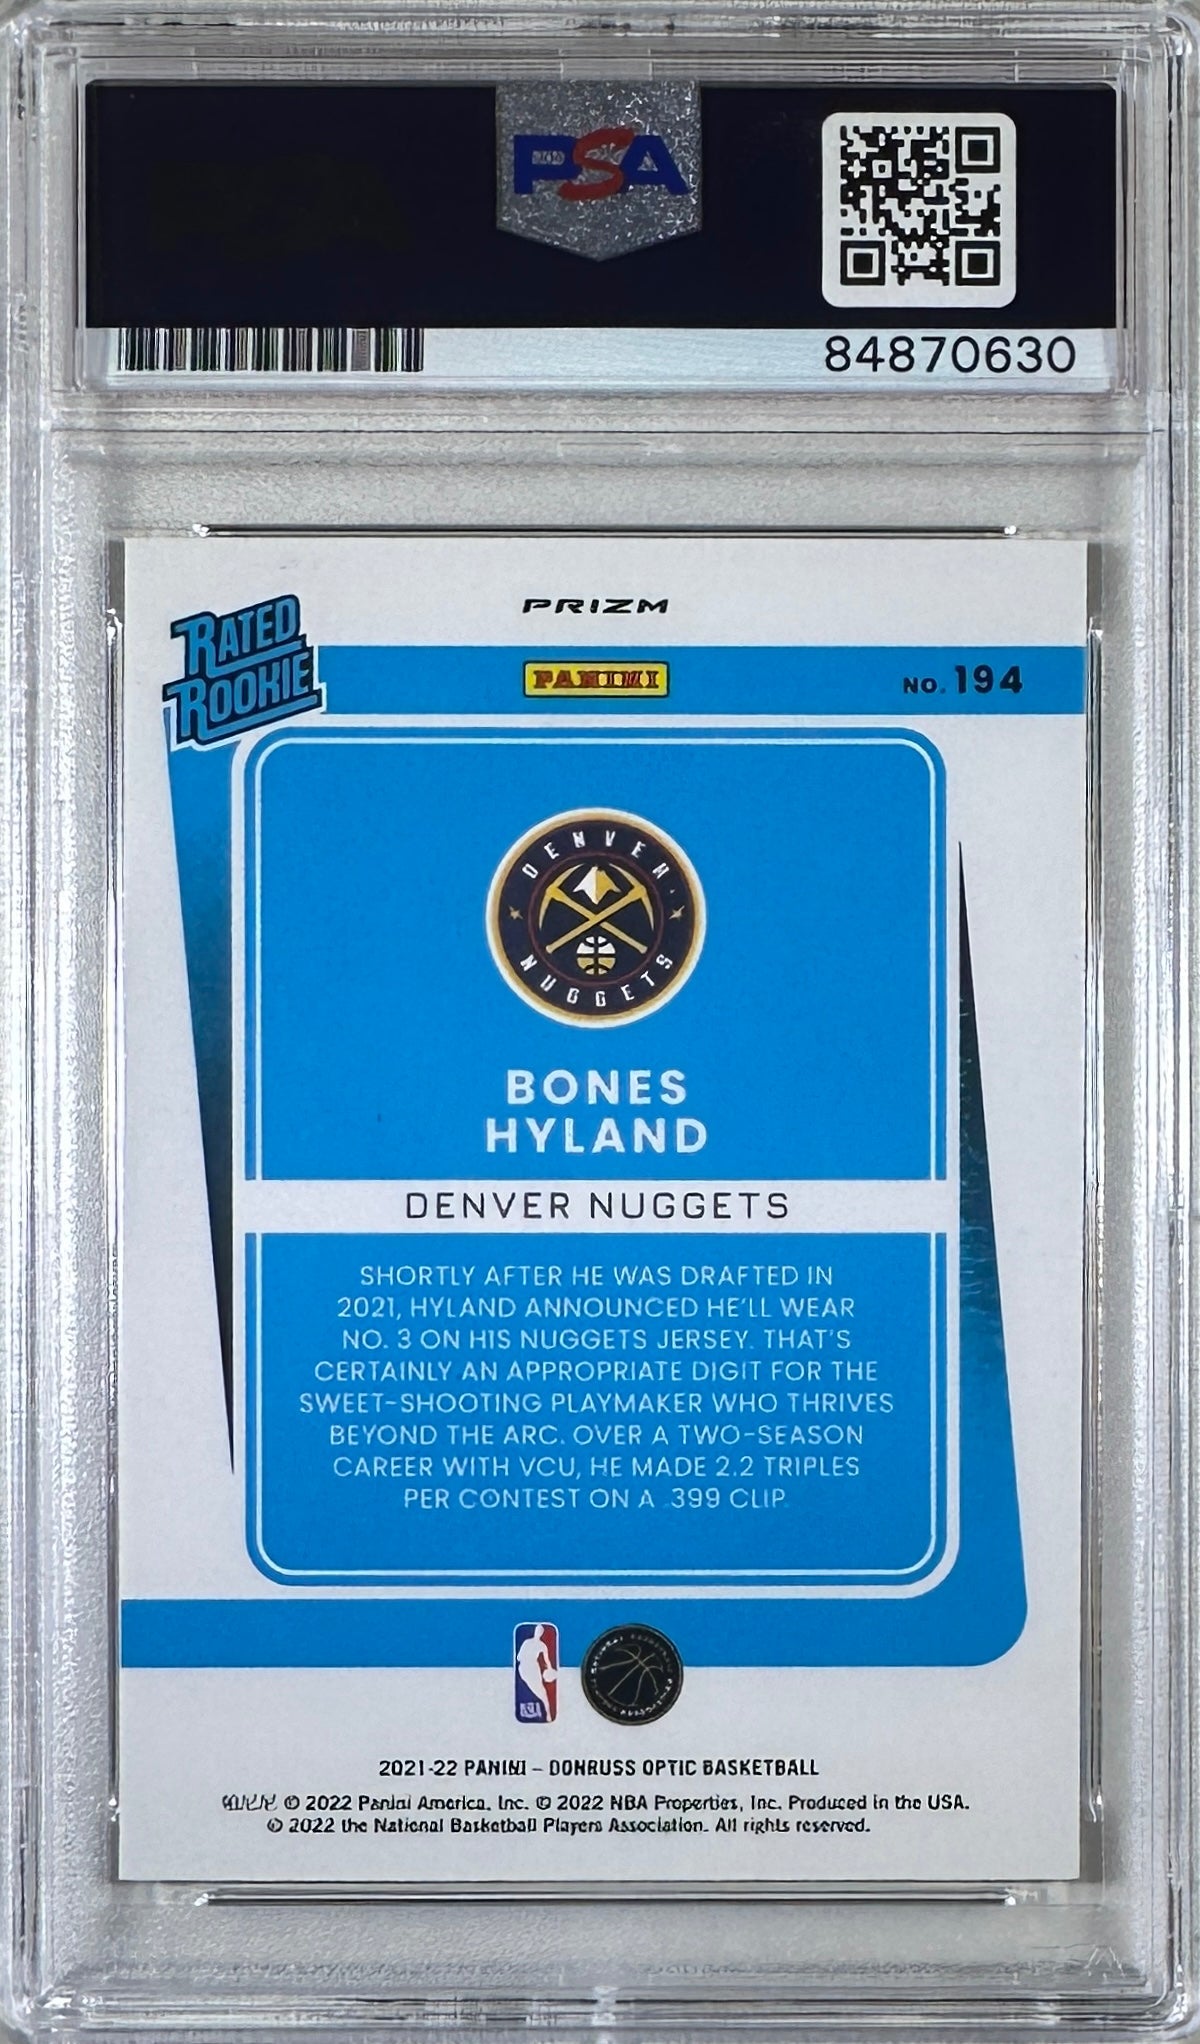 PSA
84870630
PRIZM
RATED
ROOKIE
PANINI
NO. 194
DENVER
NUGGETS
BONES
HYLAND
DENVER NUGGETS
SHORTLY AFTER HE WAS DRAFTED IN
2021, HYLAND ANNOUNCED HE'LL WEAR
NO. 3 ON HIS NUGGETS JERSEY. THAT'S
CERTAINLY AN APPROPRIATE DIGIT FOR THE
SWEET-SHOOTING PLAYMAKER WHO THRIVES
BEYOND THE ARC. OVER A TWO-SEASON
CAREER WITH VCU, HE MADE 2.2 TRIPLES
PER CONTEST ON A .399 CLIP.
NBA
2021-22 PANINI – DONRUSS OPTIC BASKETBALL
© 2022 Panini America, Inc. © 2022 NBA Properties, Inc. Produced in the USA.
© 2022 the National Basketball Players Association. All rights reserved.